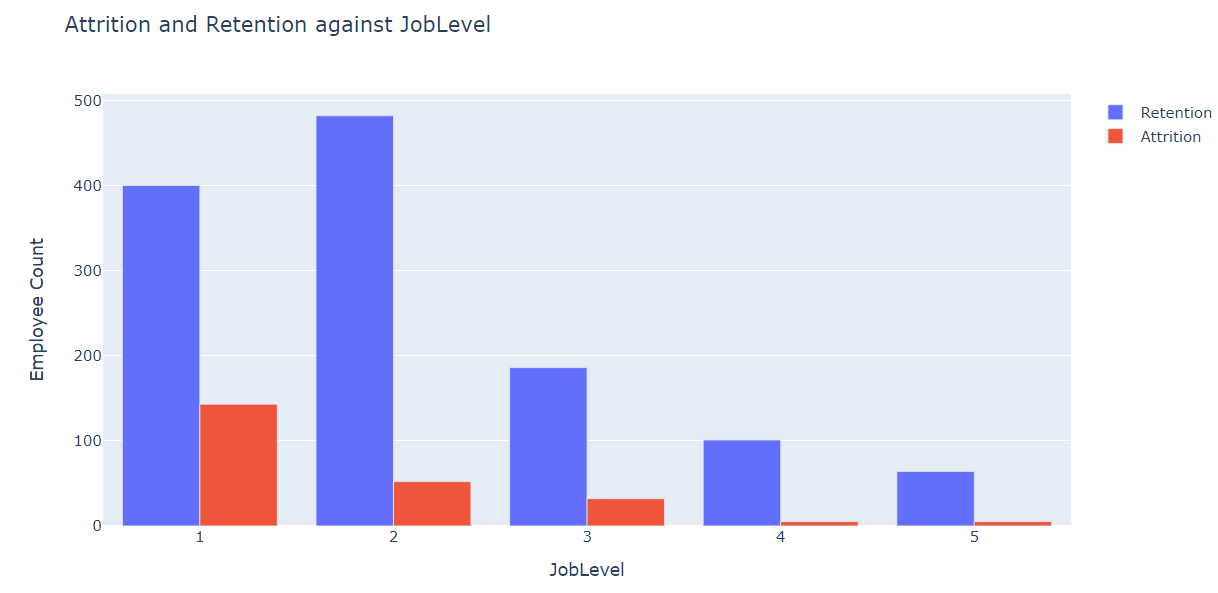 Attrition and Retention against JobLevel
Retention
Attrition
Employee Count
500
400
300
200
100
0
1 2 3 4 5
JobLevel